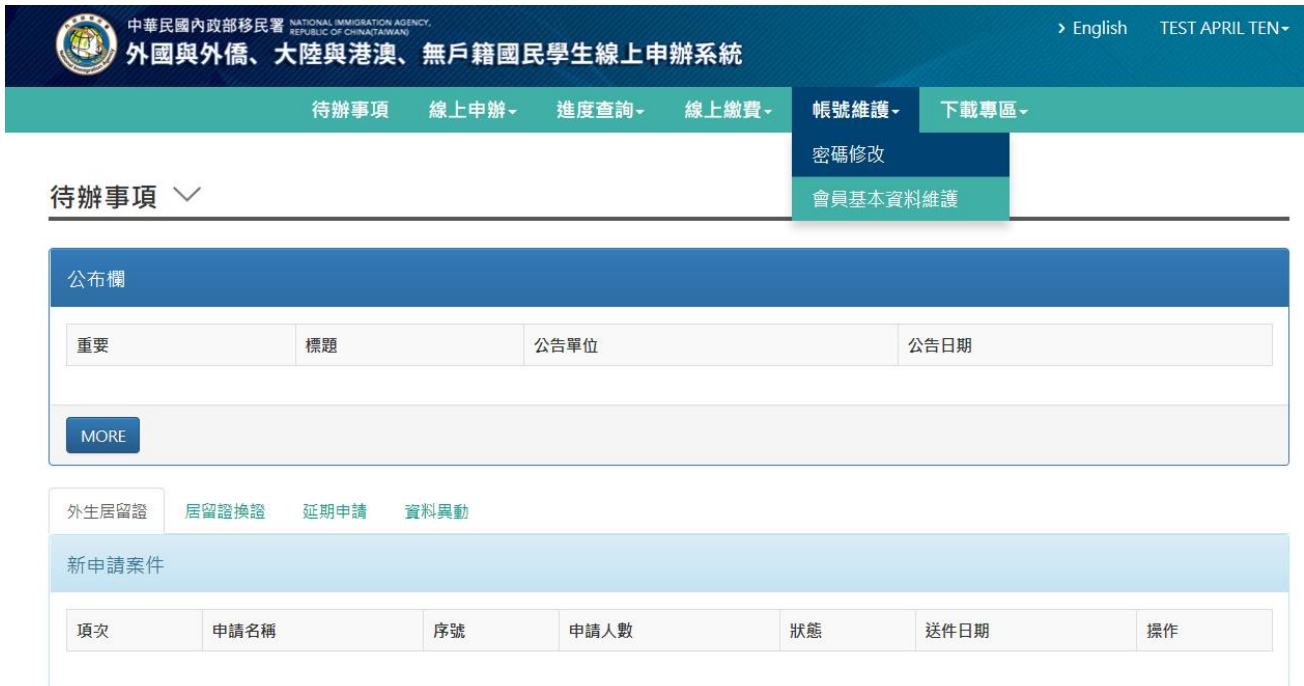 中華民國內政部移民署 NATIONAL IMMIGRATION AGENCY, REPUBLIC OF CHINA(TAIWAN)
外國與外僑、大陸與港澳、無戶籍國民學生線上申辦系統
> English TEST APRIL TEN
待辦事項 線上申辦 進度查詢 線上繳費 帳號維護 下載專區
密碼修改
會員基本資料維護
待辦事項
公布欄
重要 標題 公告單位 公告日期
MORE
外生居留證 居留證換證 延期申請 資料異動
新申請案件
項次 申請名稱 序號 申請人數 狀態 送件日期 操作